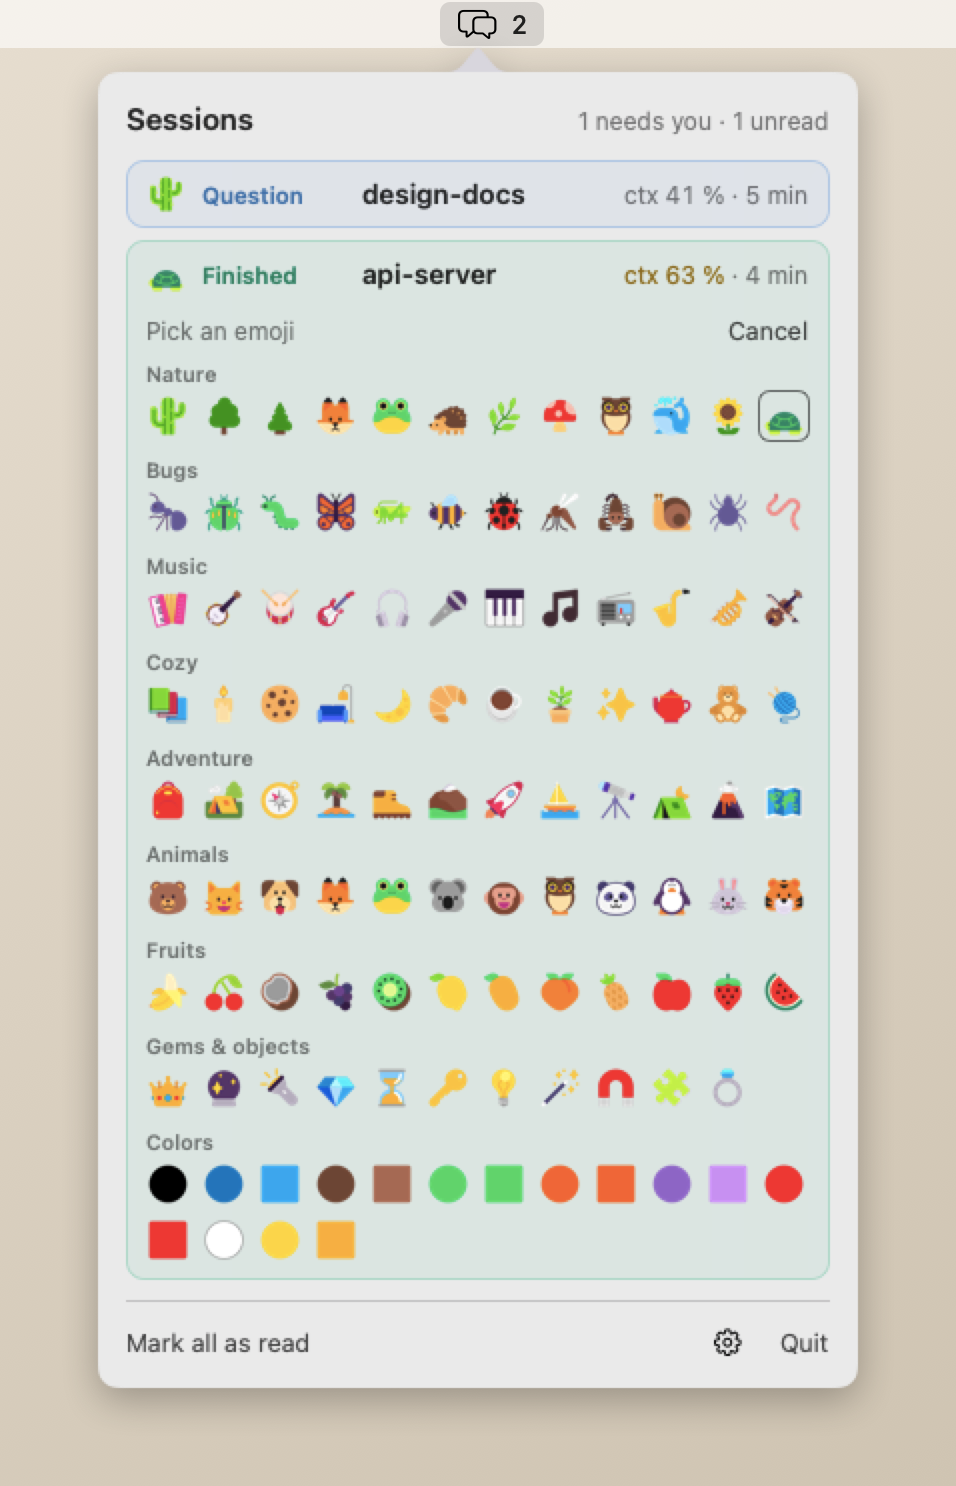 2
Sessions 1 needs you · 1 unread
Question design-docs ctx 41 % · 5 min
Finished api-server ctx 63 % · 4 min
Pick an emoji Cancel
Nature
Bugs
Music
Cozy
Adventure
Animals
Fruits
Gems & objects
Colors
Mark all as read Quit